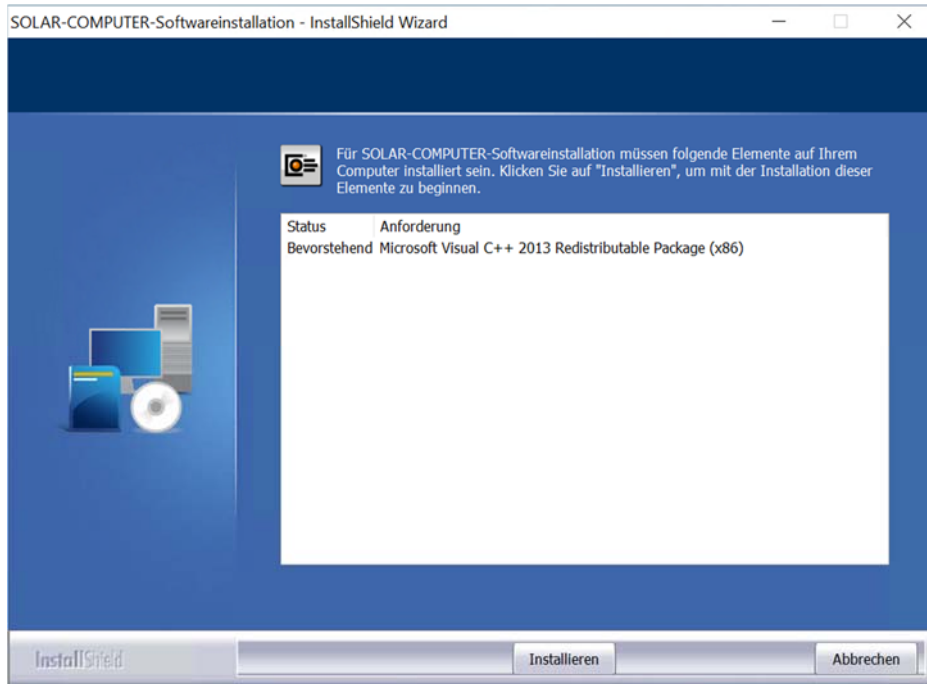 SOLAR-COMPUTER-Softwareinstallation - InstallShield Wizard
Für SOLAR-COMPUTER-Softwareinstallation müssen folgende Elemente auf Ihrem
Computer installiert sein. Klicken Sie auf "Installieren", um mit der Installation dieser
Elemente zu beginnen.
Status Anforderung
Bevorstehend Microsoft Visual C++ 2013 Redistributable Package (x86)
InstallShield
Installieren
Abbrechen